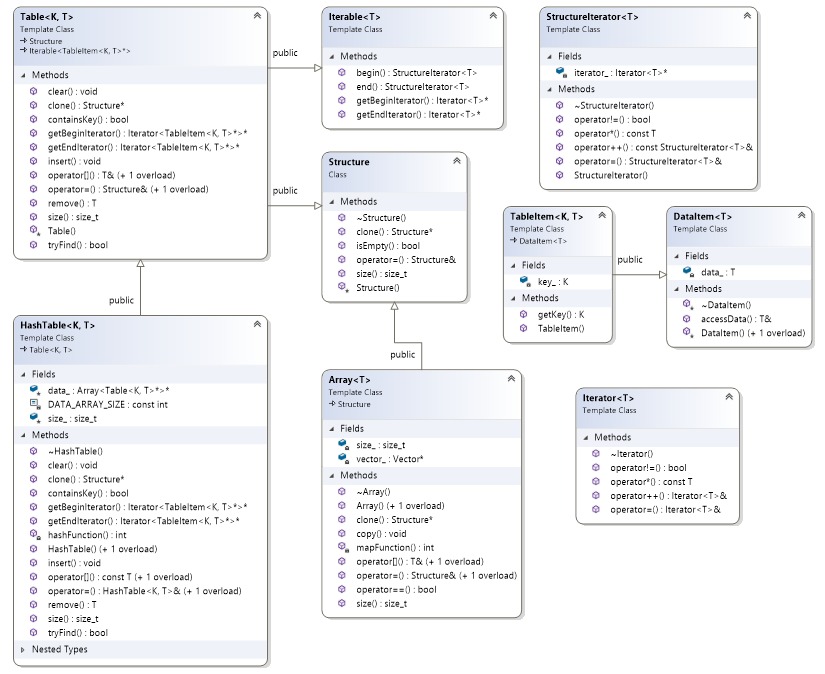 Table<K, T>
Template Class
Structure
Iterable<TableItem<K, T>*>
Methods
clear() : void
clone() : Structure*
containsKey() : bool
getBeginIterator() : Iterator<TableItem<K, T>*>*
getEndIterator() : Iterator<TableItem<K, T>*>*
insert() : void
operator[]() : T& (+ 1 overload)
operator=() : Structure& (+ 1 overload)
remove() : T
size() : size_t
Table()
tryFind() : bool
public
public
public
Iterable<T>
Template Class
Methods
begin() : StructureIterator<T>
end() : StructureIterator<T>
getBeginIterator() : Iterator<T>*
getEndIterator() : Iterator<T>*
StructureIterator<T>
Template Class
Fields
iterator_ : Iterator<T>*
Methods
~StructureIterator()
operator!=() : bool
operator*() : const T
operator++() : const StructureIterator<T>&
operator=() : StructureIterator<T>&
StructureIterator()
Structure
Class
Methods
~Structure()
clone() : Structure*
isEmpty() : bool
operator=() : Structure&
size() : size_t
Structure()
public
TableItem<K, T>
Template Class
DataItem<T>
Fields
key_ : K
Methods
getKey() : K
TableItem()
public
DataItem<T>
Template Class
Fields
data_ : T
Methods
~DataItem()
accessData() : T&
DataItem() (+ 1 overload)
HashTable<K, T>
Template Class
Table<K, T>
Fields
data_ : Array<Table<K, T>*>*
DATA_ARRAY_SIZE : const int
size_ : size_t
Methods
~HashTable()
clear() : void
clone() : Structure*
containsKey() : bool
getBeginIterator() : Iterator<TableItem<K, T>*>*
getEndIterator() : Iterator<TableItem<K, T>*>*
hashFunction() : int
HashTable() (+ 1 overload)
insert() : void
operator[]() : const T (+ 1 overload)
operator=() : HashTable<K, T>& (+ 1 overload)
remove() : T
size() : size_t
tryFind() : bool
Nested Types
Array<T>
Template Class
Structure
Fields
size_ : size_t
vector_ : Vector*
Methods
~Array()
Array() (+ 1 overload)
clone() : Structure*
copy() : void
mapFunction() : int
operator[]() : T& (+ 1 overload)
operator=() : Structure& (+ 1 overload)
operator==() : bool
size() : size_t
Iterator<T>
Template Class
Methods
~Iterator()
operator!=() : bool
operator*() : const T
operator++() : Iterator<T>&
operator=() : Iterator<T>&